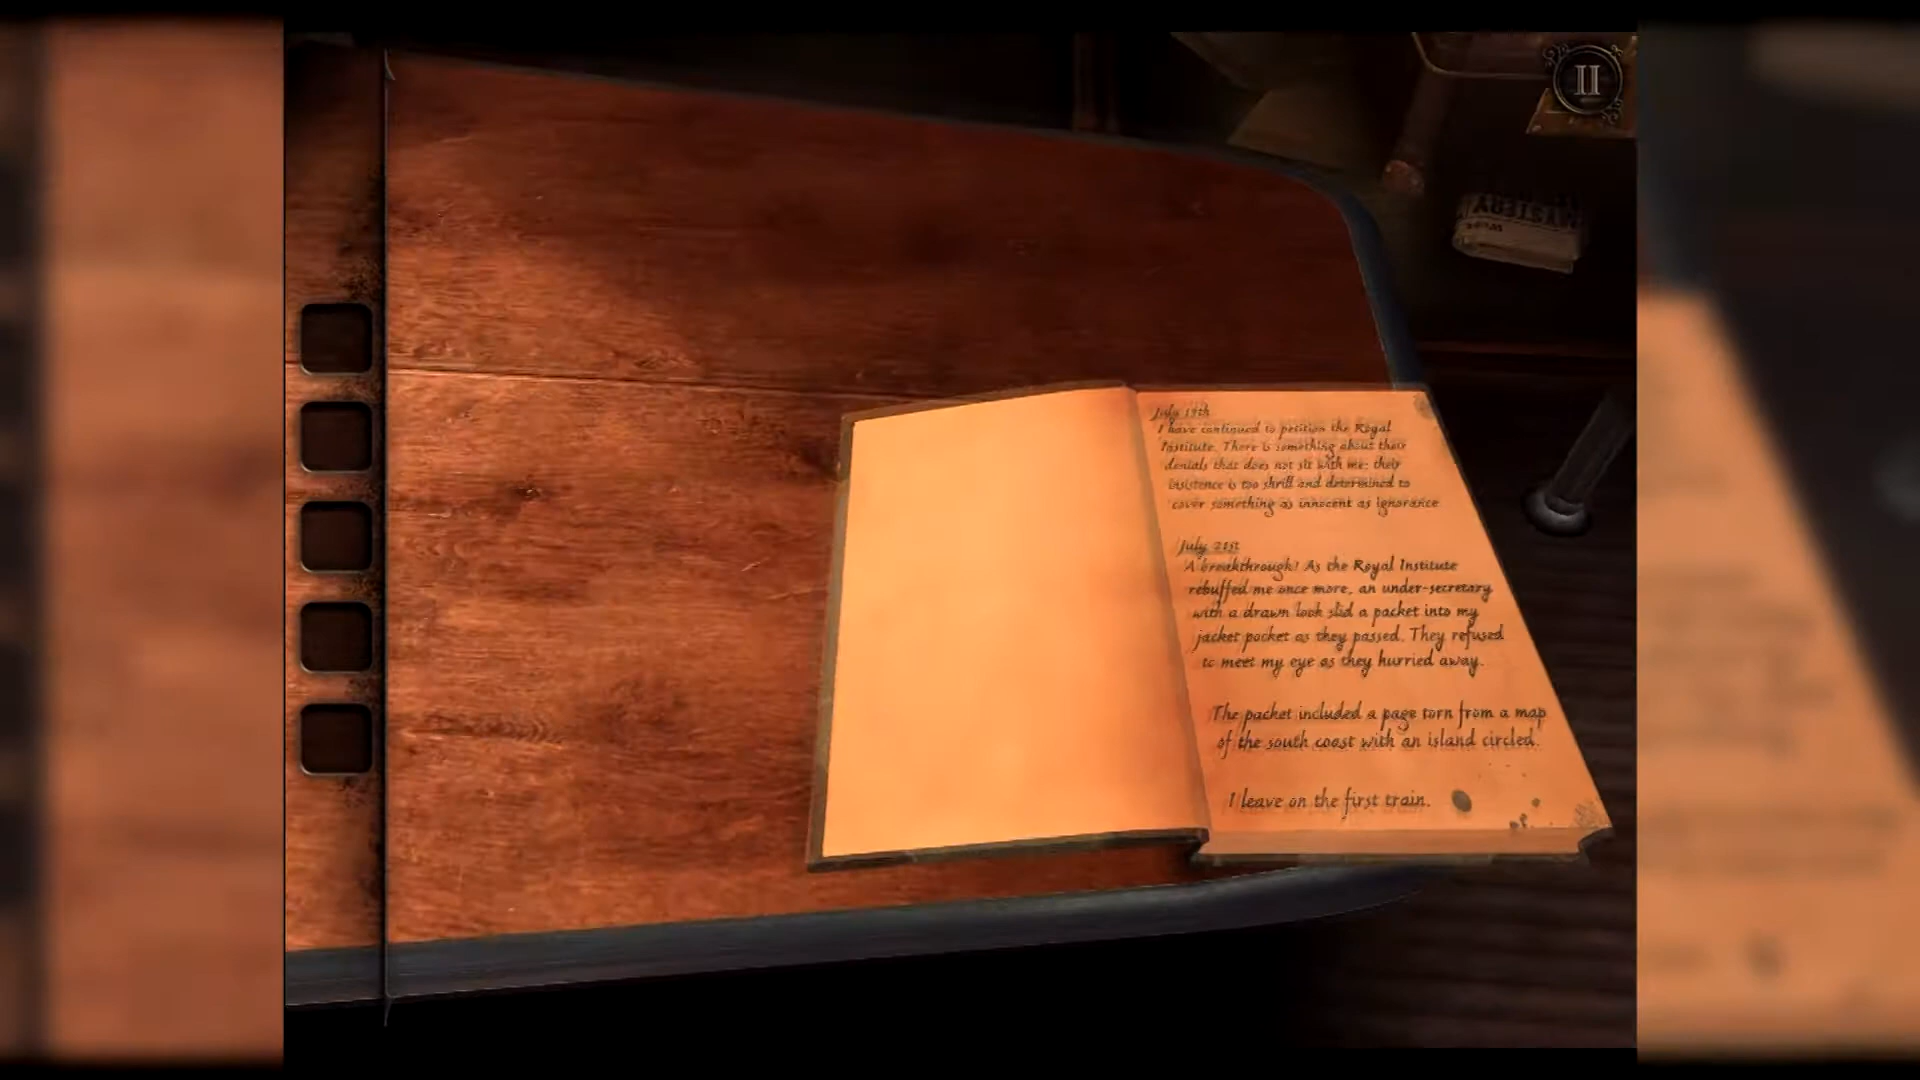 II
July 19th
I have continued to petition the Royal
Institute. There is something about their
denials that does not sit with me: their
insistence is too shrill and determined to
cover something as innocent as ignorance.
July 21st
A breakthrough! As the Royal Institute
rebuffed me once more, an under-secretary
with a drawn look slid a packet into my
jacket pocket as they passed. They refused
to meet my eye as they hurried away.
The packet included a page torn from a map
of the south coast with an island circled.
I leave on the first train.